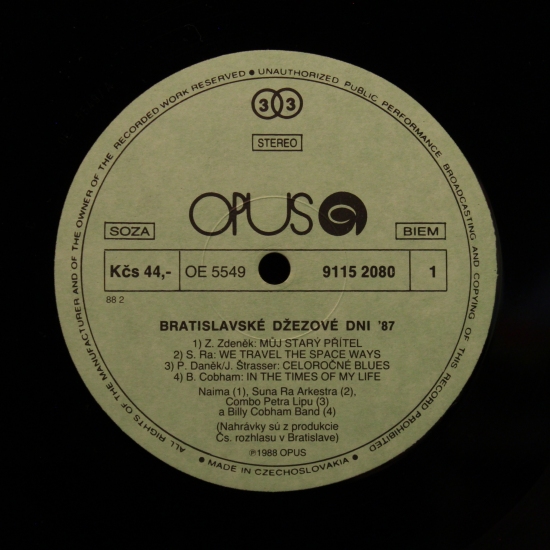 ALL RIGHTS OF THE MANUFACTURER AND OF THE OWNER OF THE RECORDED WORK RESERVED • UNAUTHORIZED PUBLIC PERFORMANCE BROADCASTING AND COPYING OF THIS RECORD PROHIBITED
33
STEREO
OPUS
SOZA
BIEM
Kčs 44,- OE 5549 9115 2080 1
88 2
BRATISLAVSKÉ DŽEZOVÉ DNI '87
1) Z. Zdeněk: MŮJ STARÝ PŘÍTEL
2) S. Ra: WE TRAVEL THE SPACE WAYS
3) P. Daněk/J. Štrasser: CELOROČNÉ BLUES
4) B. Cobham: IN THE TIMES OF MY LIFE
Naima (1), Suna Ra Arkestra (2),
Combo Petra Lipu (3)
a Billy Cobham Band (4)
(Nahrávky sú z produkcie
Čs. rozhlasu v Bratislave)
℗1988 OPUS
• MADE IN CZECHOSLOVAKIA •